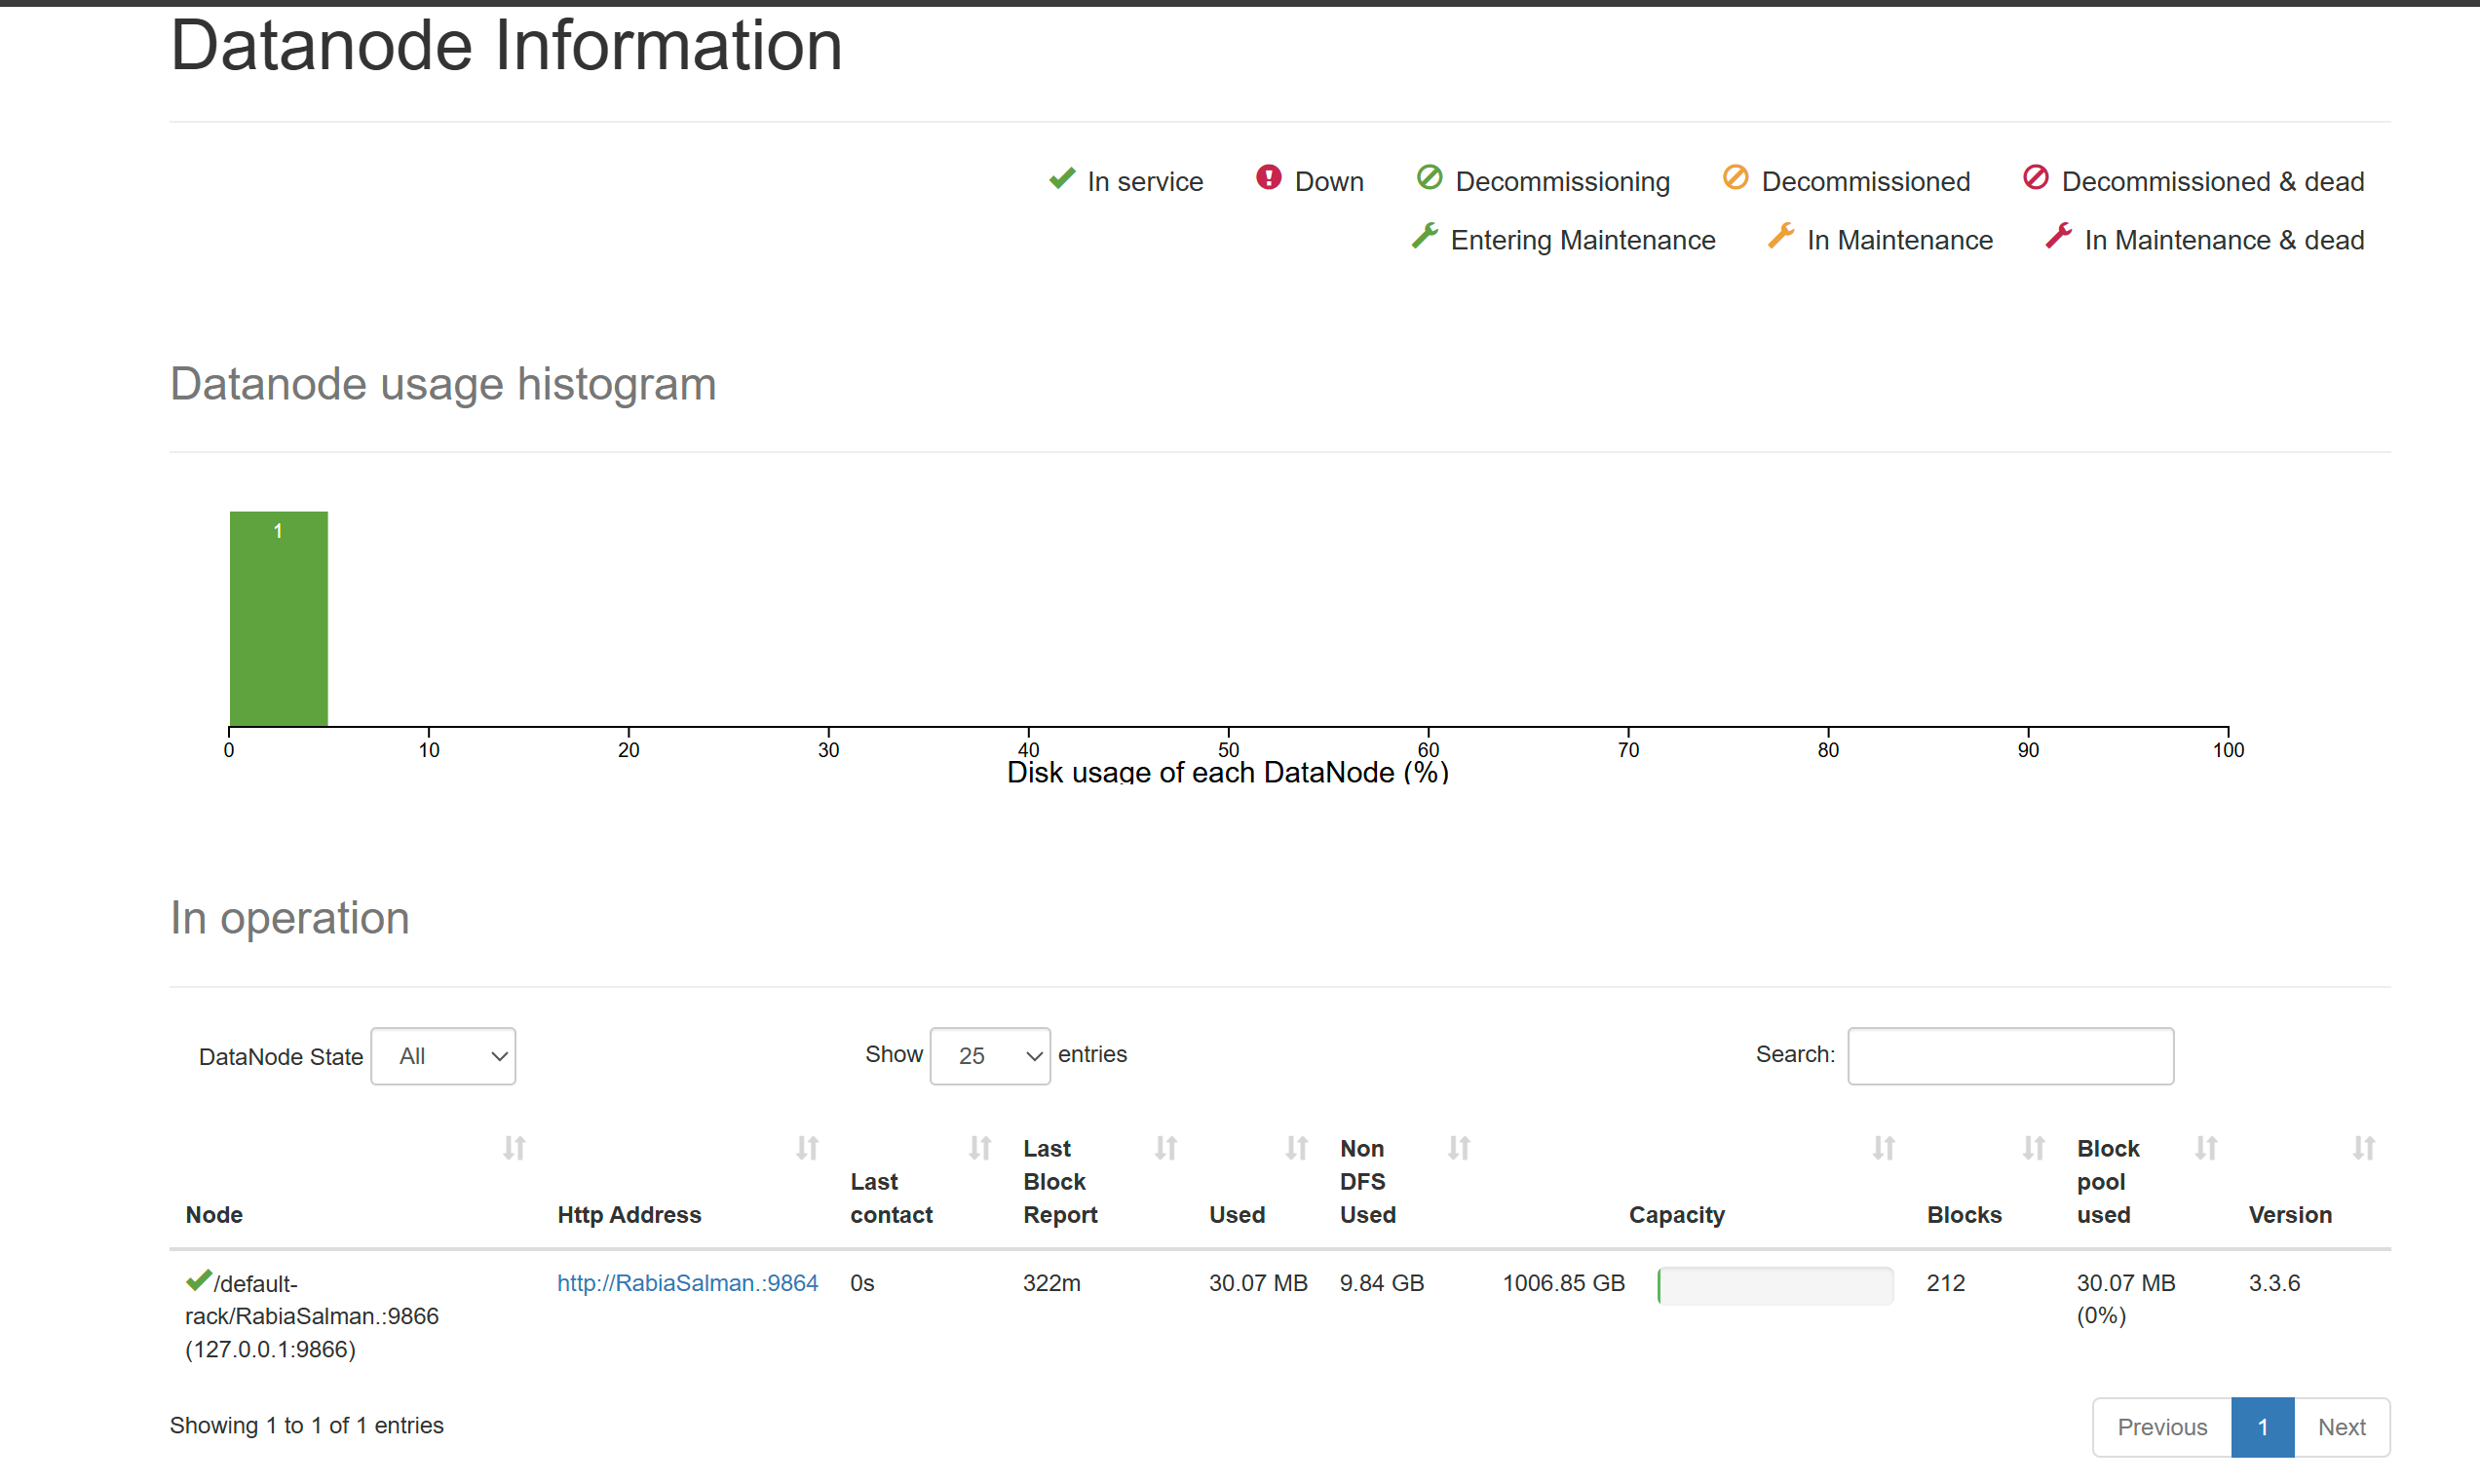 Datanode Information
In service Down Decommissioning Decommissioned Decommissioned & dead
Entering Maintenance In Maintenance In Maintenance & dead
Datanode usage histogram
1
0 10 20 30 40 50 60 70 80 90 100
Disk usage of each DataNode (%)
In operation
DataNode State All Show 25 entries Search:
Node Http Address Last contact Last Block Report Used Non DFS Used Capacity Blocks Block pool used Version
/default-
rack/RabiaSalman.:9866
(127.0.0.1:9866)
http://RabiaSalman.:9864 0s 322m 30.07 MB 9.84 GB 1006.85 GB 212 30.07 MB
(0%)
3.3.6
Showing 1 to 1 of 1 entries
Previous 1 Next